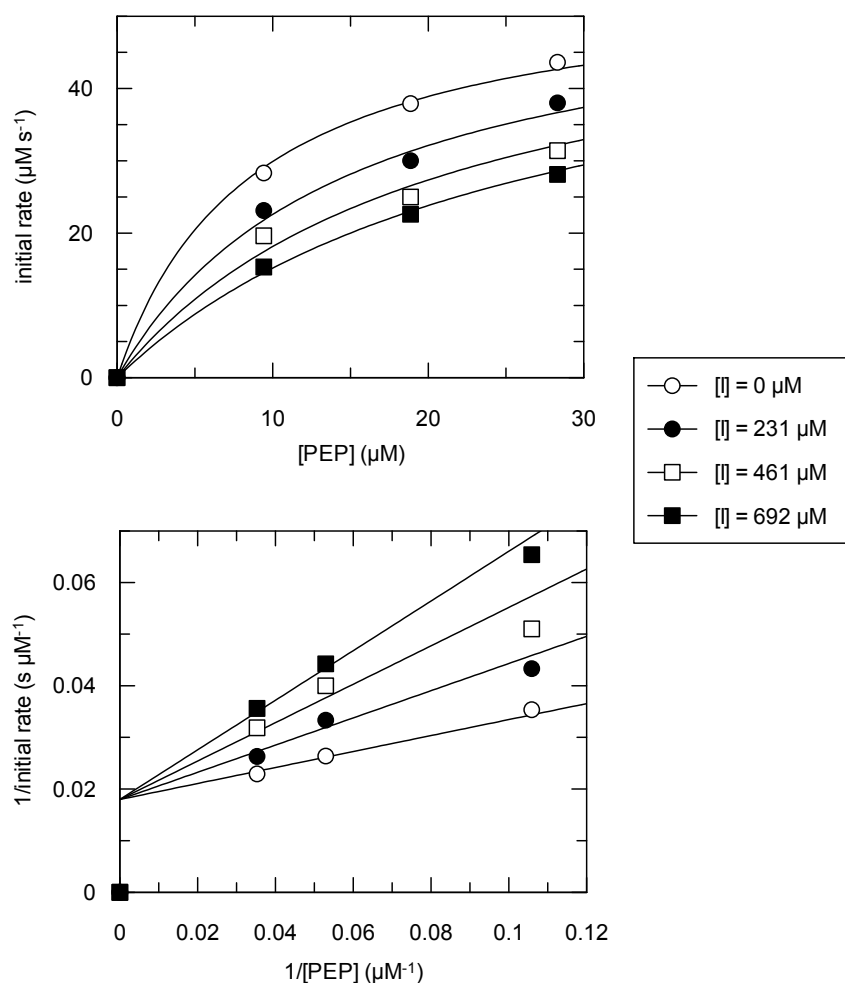 40
20
0
initial rate (µM s⁻¹)
0 10 20 30
[PEP] (µM)
[I] = 0 µM
[I] = 231 µM
[I] = 461 µM
[I] = 692 µM
0.06
0.04
0.02
0
1/initial rate (s µM⁻¹)
0 0.02 0.04 0.06 0.08 0.1 0.12
1/[PEP] (µM⁻¹)